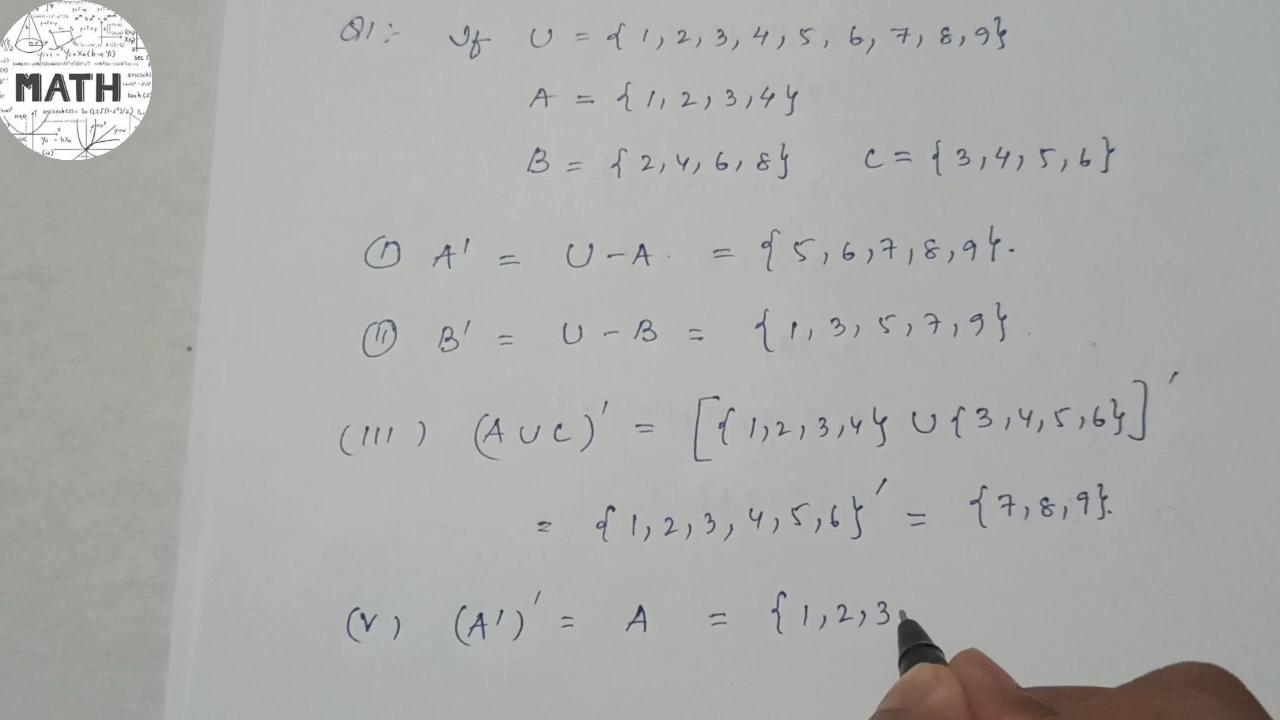 MATH
Q1:- If U = { 1, 2, 3, 4, 5, 6, 7, 8, 9}
A = { 1, 2, 3, 4 }
B = { 2, 4, 6, 8} C = { 3, 4, 5, 6 }
(I) A' = U - A = { 5, 6, 7, 8, 9 }.
(II) B' = U - B = { 1, 3, 5, 7, 9}
(III) (A ∪ C)' = [{ 1, 2, 3, 4} ∪ { 3, 4, 5, 6}]'
= { 1, 2, 3, 4, 5, 6}' = {7, 8, 9}.
(V) (A')' = A = { 1, 2, 3